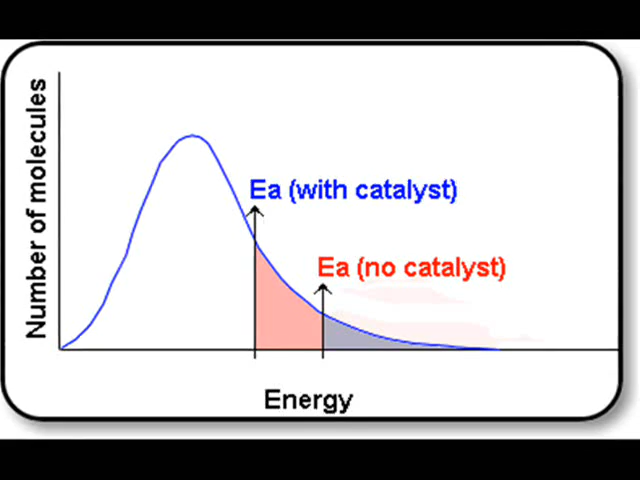 Number of molecules
Ea (with catalyst)
Ea (no catalyst)
Energy